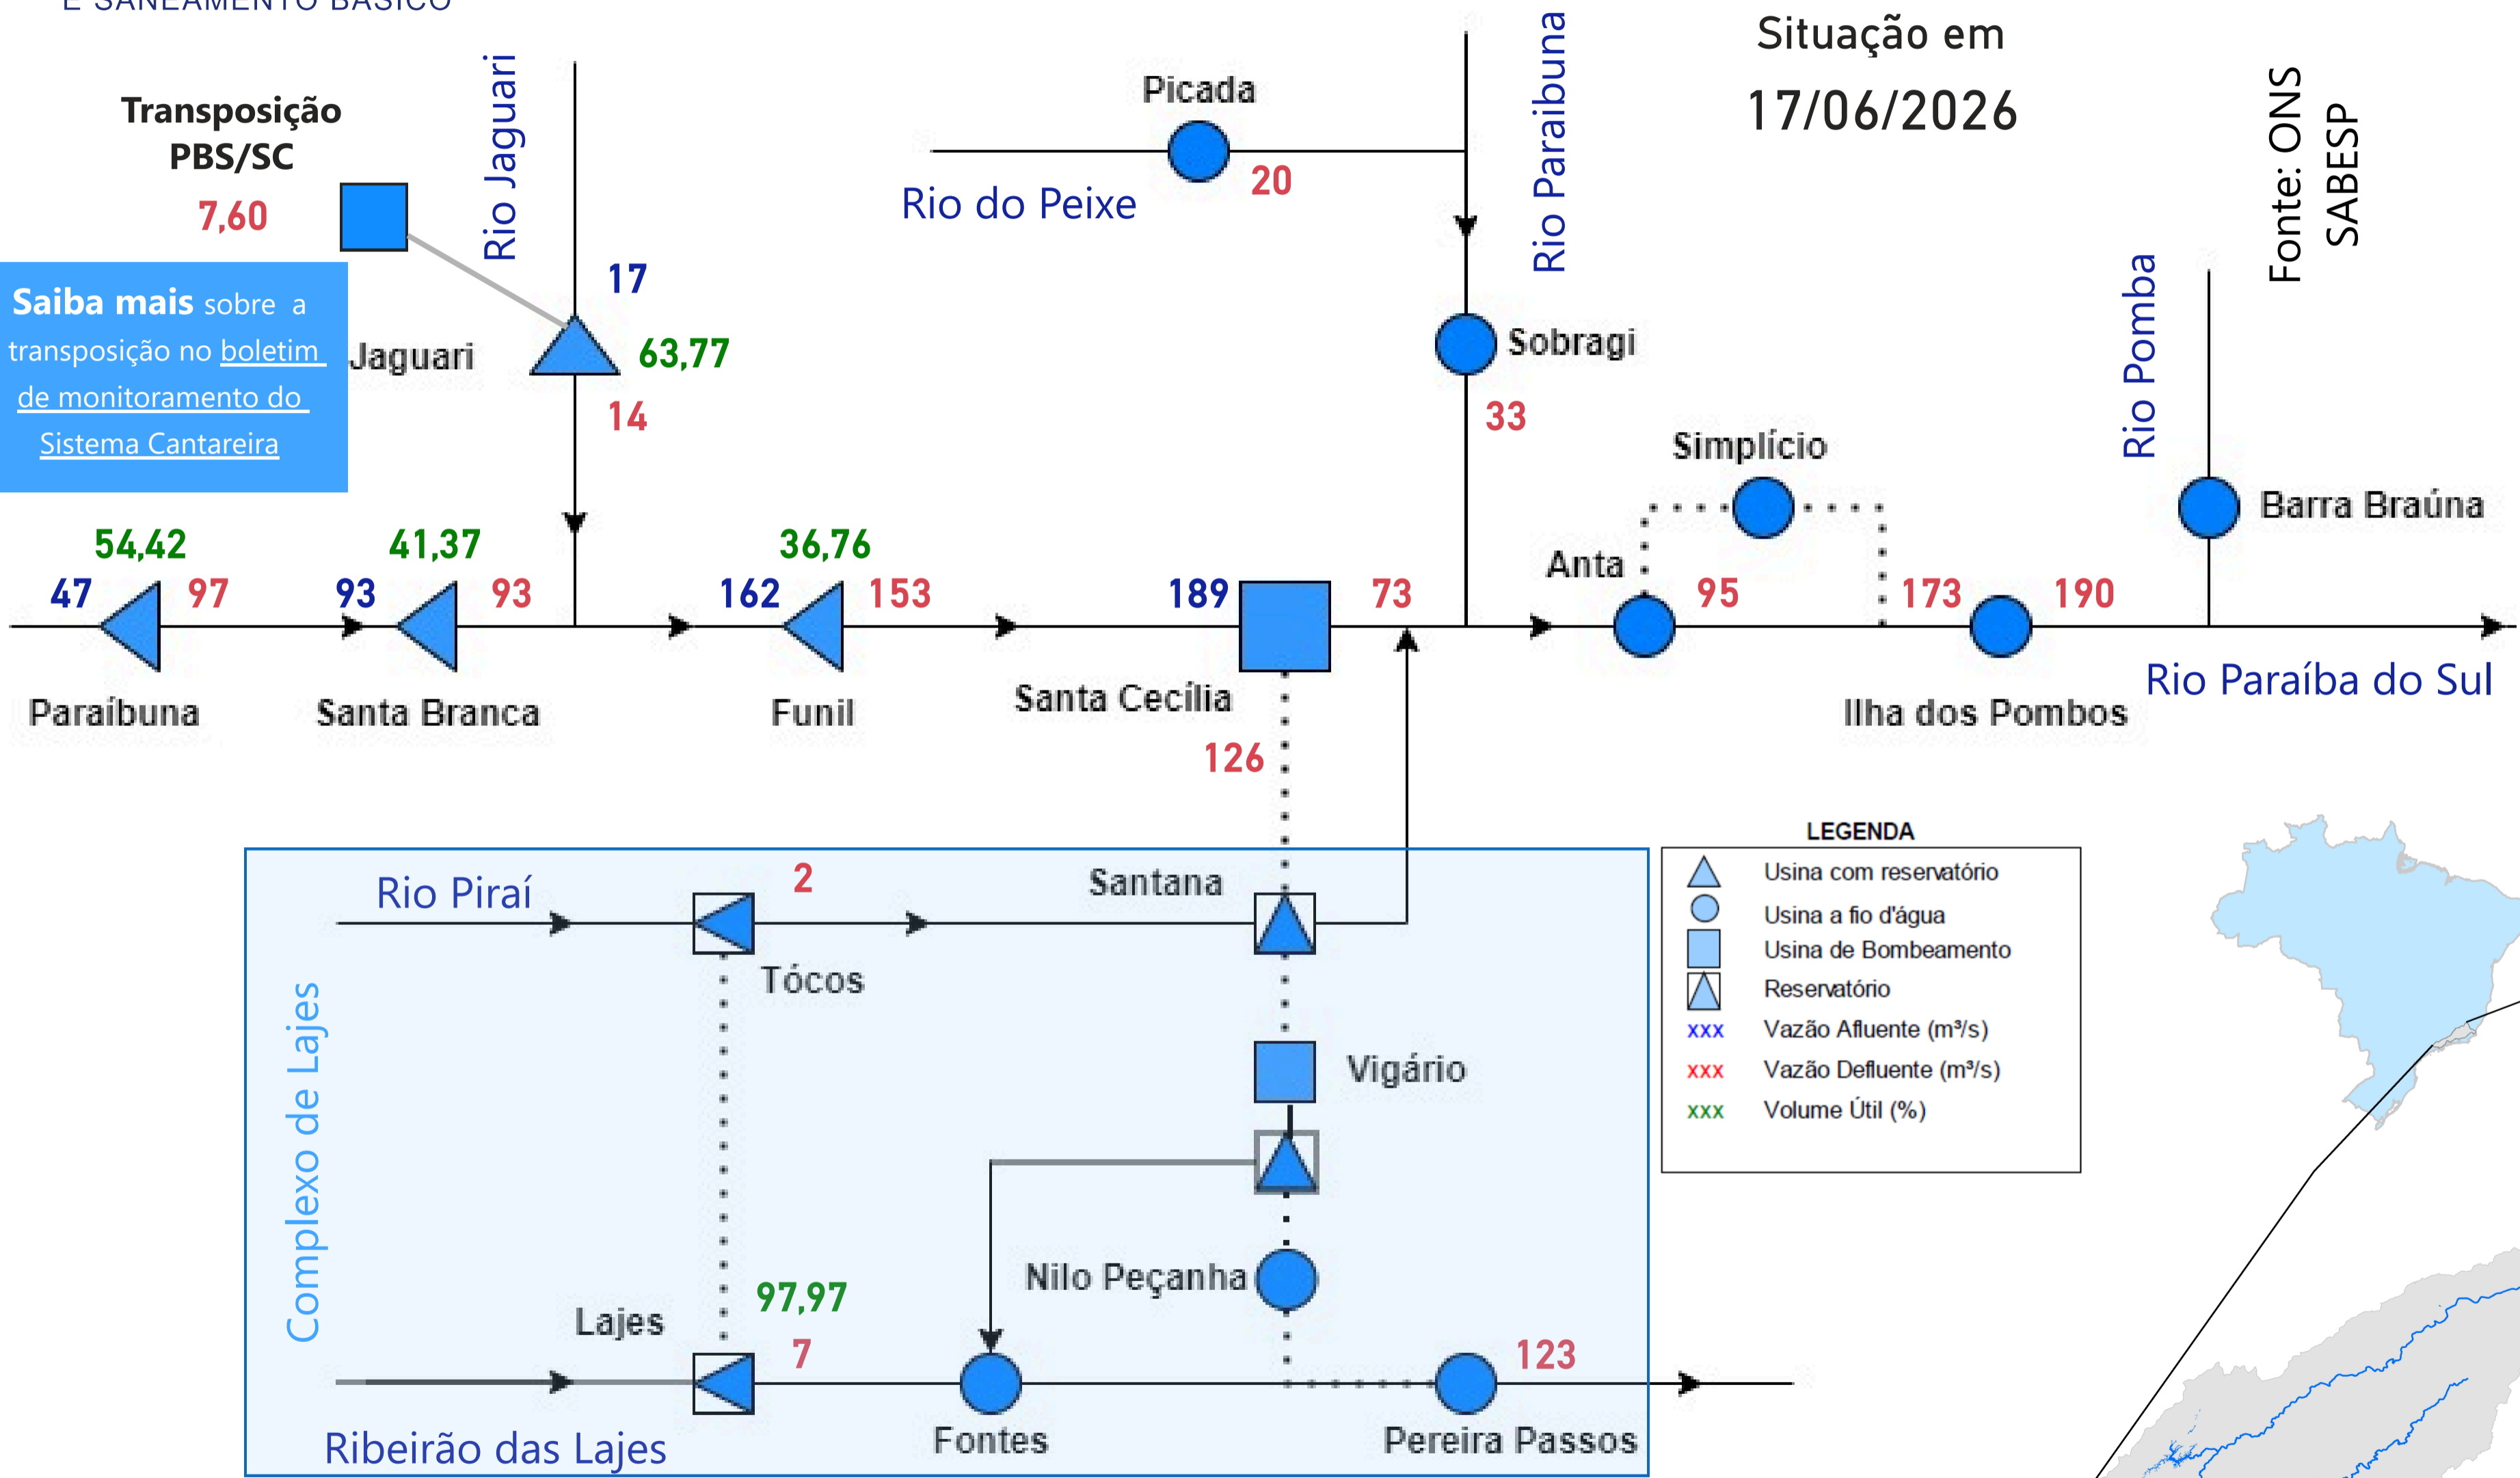 E SANEAMENTO BÁSICO
Situação em
17/06/2026
Fonte: ONS
SABESP
Transposição
PBS/SC
7,60
Rio Jaguari
Picada
20
Rio do Peixe
Rio Paraibuna
Saiba mais sobre a
transposição no boletim
de monitoramento do
Sistema Cantareira
17
Jaguari
63,77
14
Sobragi
33
Simplício
Rio Pomba
Barra Braúna
54,42
41,37
36,76
Anta
47
97
93
93
162
153
189
73
95
173
190
Paraíbuna
Santa Branca
Funil
Santa Cecília
Ilha dos Pombos
Rio Paraíba do Sul
126
Complexo de Lajes
Rio Piraí
2
Santana
Tócos
Vigário
Nilo Peçanha
97,97
Lajes
7
123
Ribeirão das Lajes
Fontes
Pereira Passos
LEGENDA
Usina com reservatório
Usina a fio d'água
Usina de Bombeamento
Reservatório
xxx Vazão Afluente (m³/s)
xxx Vazão Defluente (m³/s)
xxx Volume Útil (%)